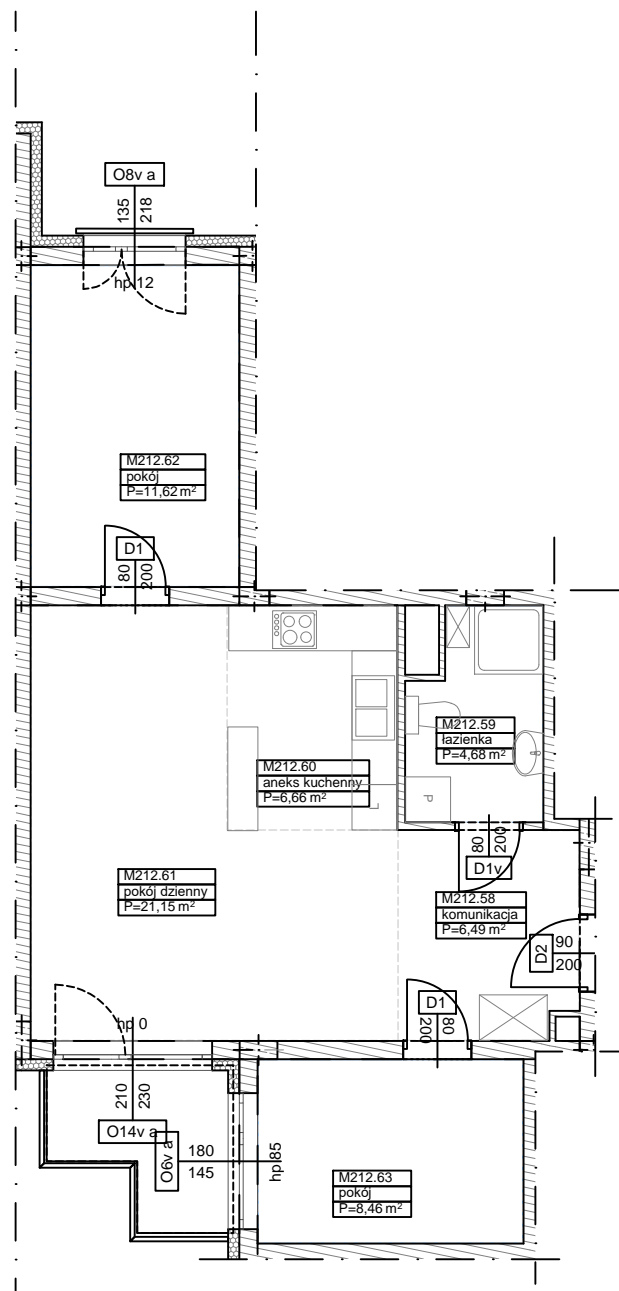 O8v a
135
218
hp 12
M212.62
pokój
P=11,62 m²
D1
80
200
M212.59
łazienka
P=4,68 m²
M212.60
aneks kuchenny
P=6,66 m²
L
P
80
200
D1v
M212.61
pokój dzienny
P=21,15 m²
M212.58
komunikacja
P=6,49 m²
D2
90
200
D1
80
200
hp 0
210
230
O14v a
O6v a
180
145
hp 85
M212.63
pokój
P=8,46 m²